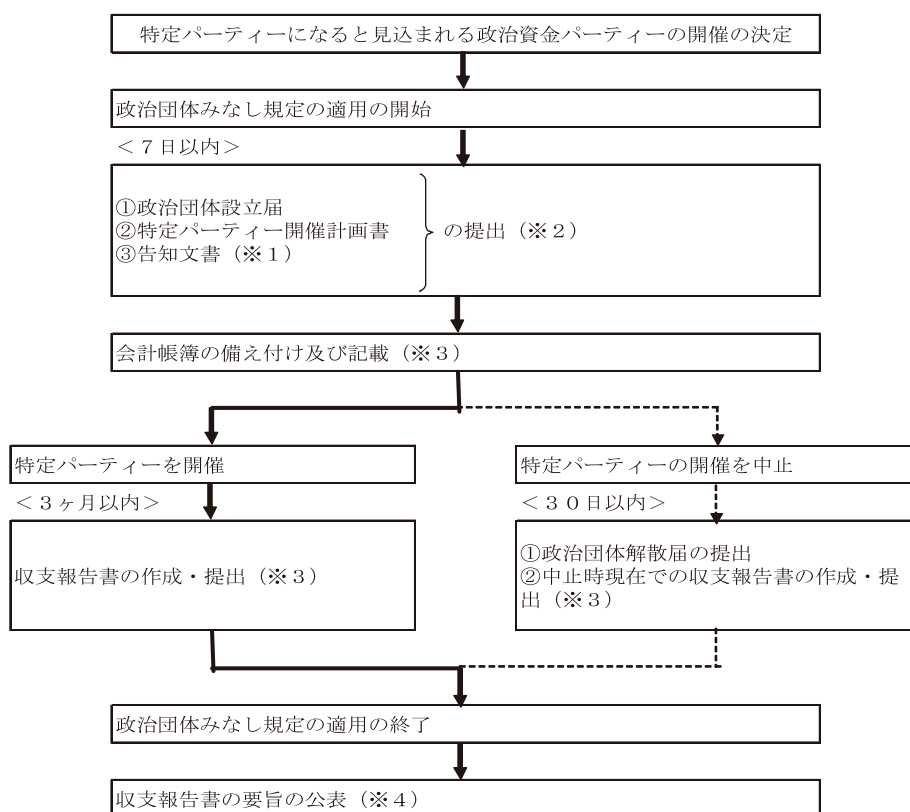 特定パーティーになると見込まれる政治資金パーティーの開催の決定
政治団体みなし規定の適用の開始
＜７日以内＞
①政治団体設立届
②特定パーティー開催計画書
③告知文書（※１）
の提出（※２）
会計帳簿の備え付け及び記載（※３）
特定パーティーを開催
＜３ヶ月以内＞
収支報告書の作成・提出（※３）
特定パーティーの開催を中止
＜３０日以内＞
①政治団体解散届の提出
②中止時現在での収支報告書の作成・提
出（※３）
政治団体みなし規定の適用の終了
収支報告書の要旨の公表（※４）